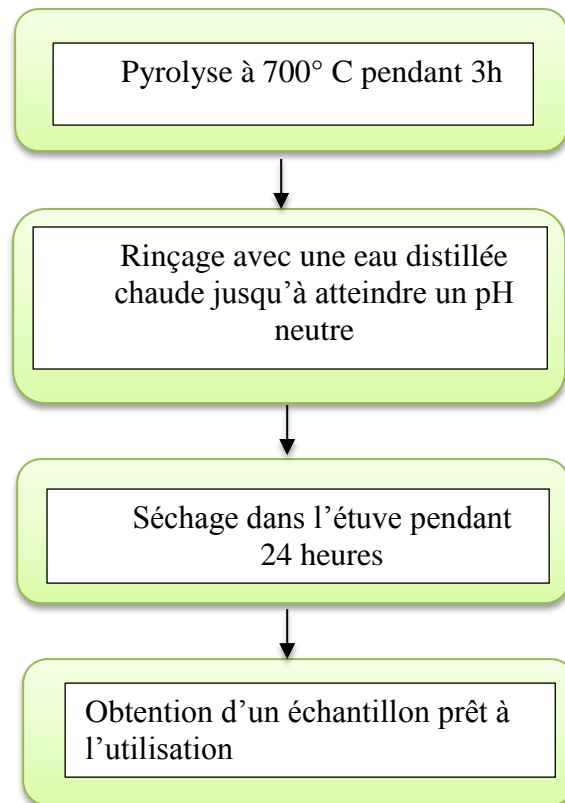 Pyrolyse à 700° C pendant 3h
Rinçage avec une eau distillée
chaude jusqu’à atteindre un pH
neutre
Séchage dans l’étuve pendant
24 heures
Obtention d’un échantillon prêt à
l’utilisation